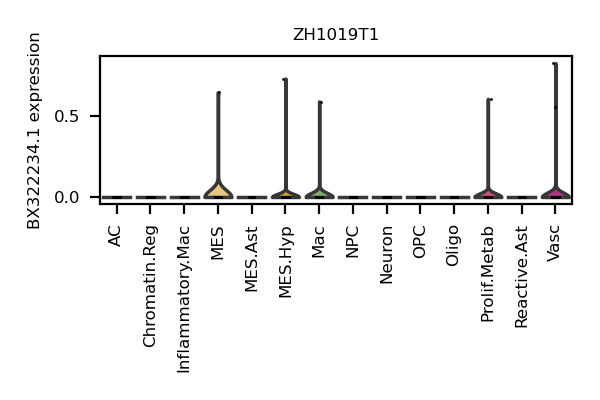 ZH1019T1
BX322234.1 expression
0.5
0.0
AC
Chromatin.Reg
Inflammatory.Mac
MES
MES.Ast
MES.Hyp
Mac
NPC
Neuron
OPC
Oligo
Prolif.Metab
Reactive.Ast
Vasc